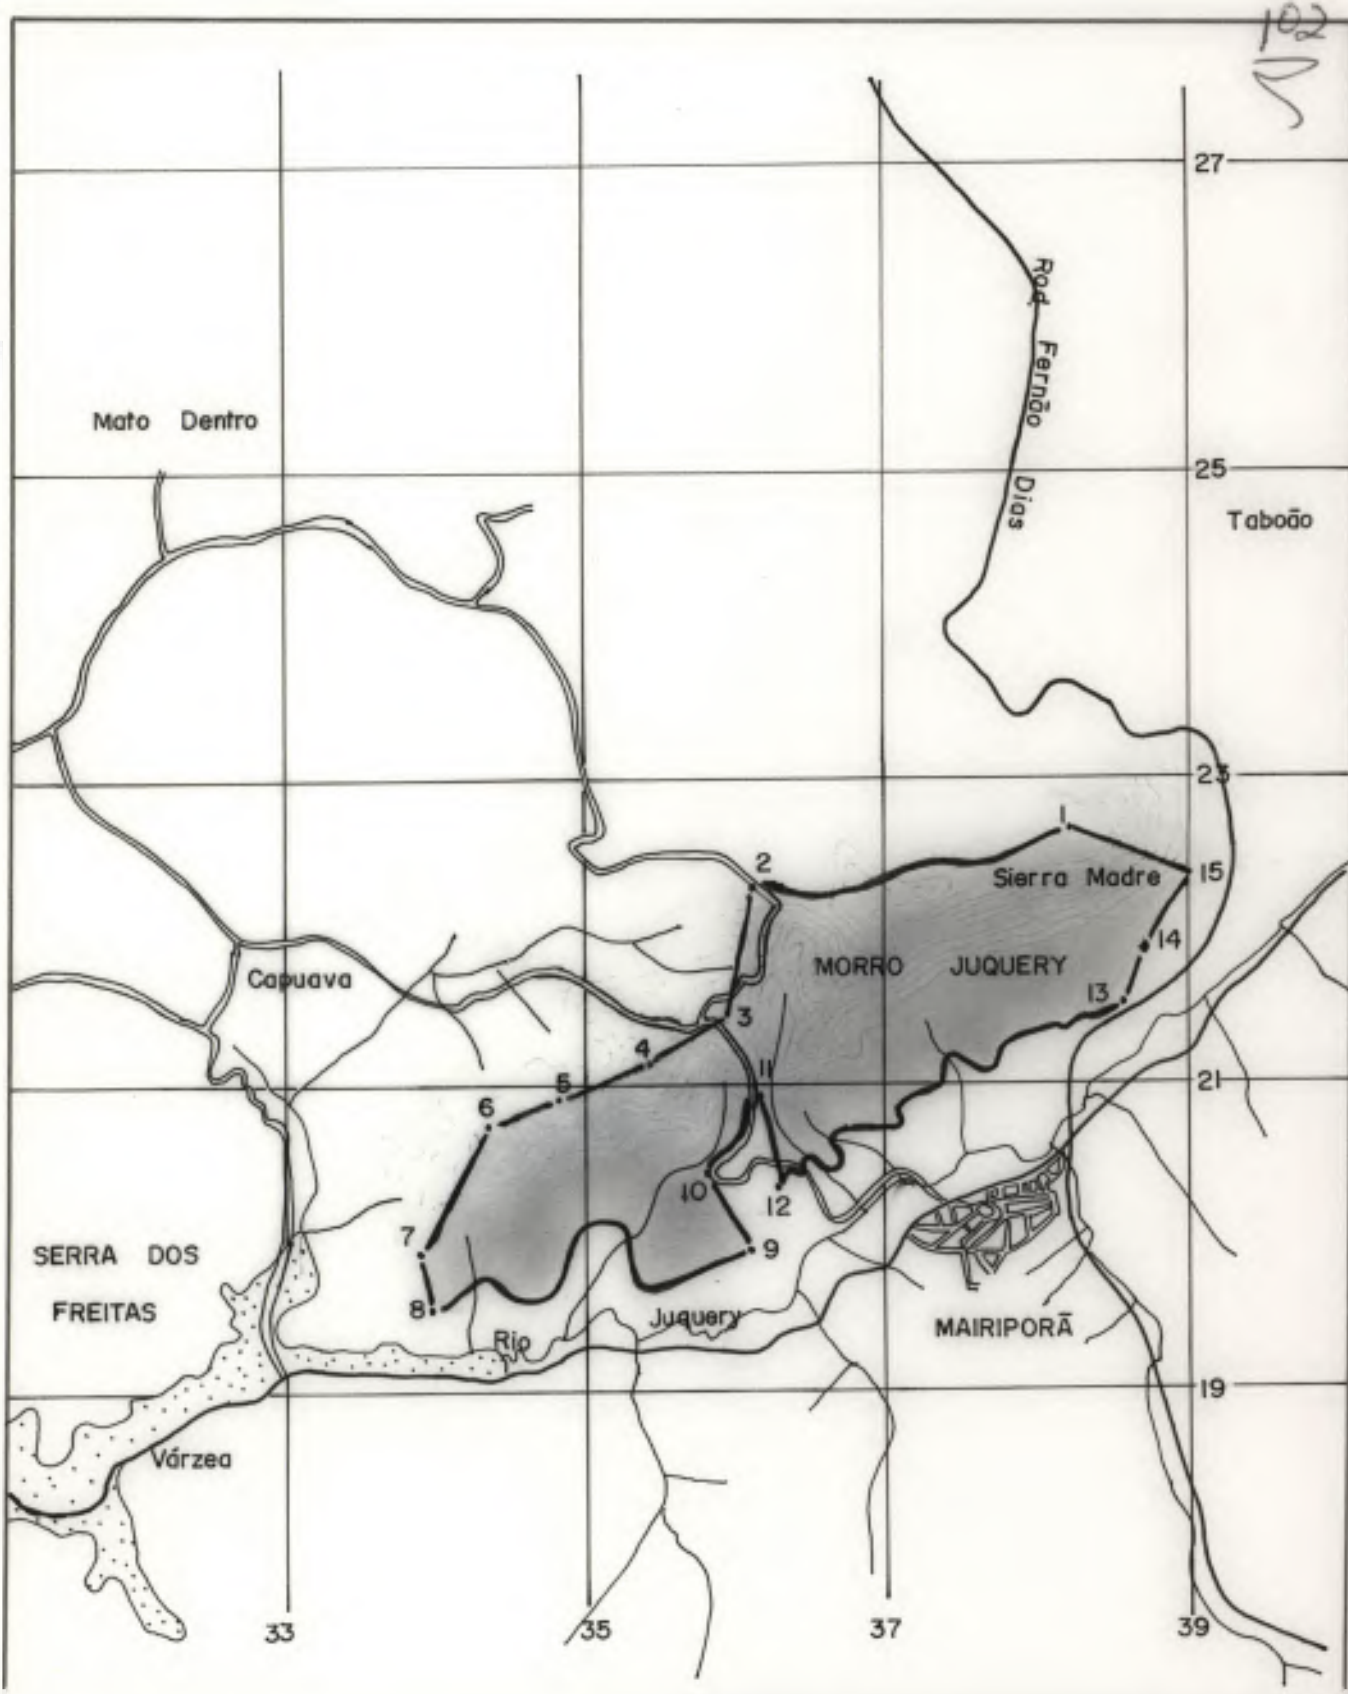 102
27
Rod Fernão Dias
Mato Dentro
25
Taboão
23
1
2
Sierra Madre
15
14
MORRO JUQUERY
Capuava
13
3
4
11
21
5
6
10
12
7
9
SERRA DOS
FREITAS
8
Juquery
Rio
MAIRIPORÃ
19
Várzea
33
35
37
39